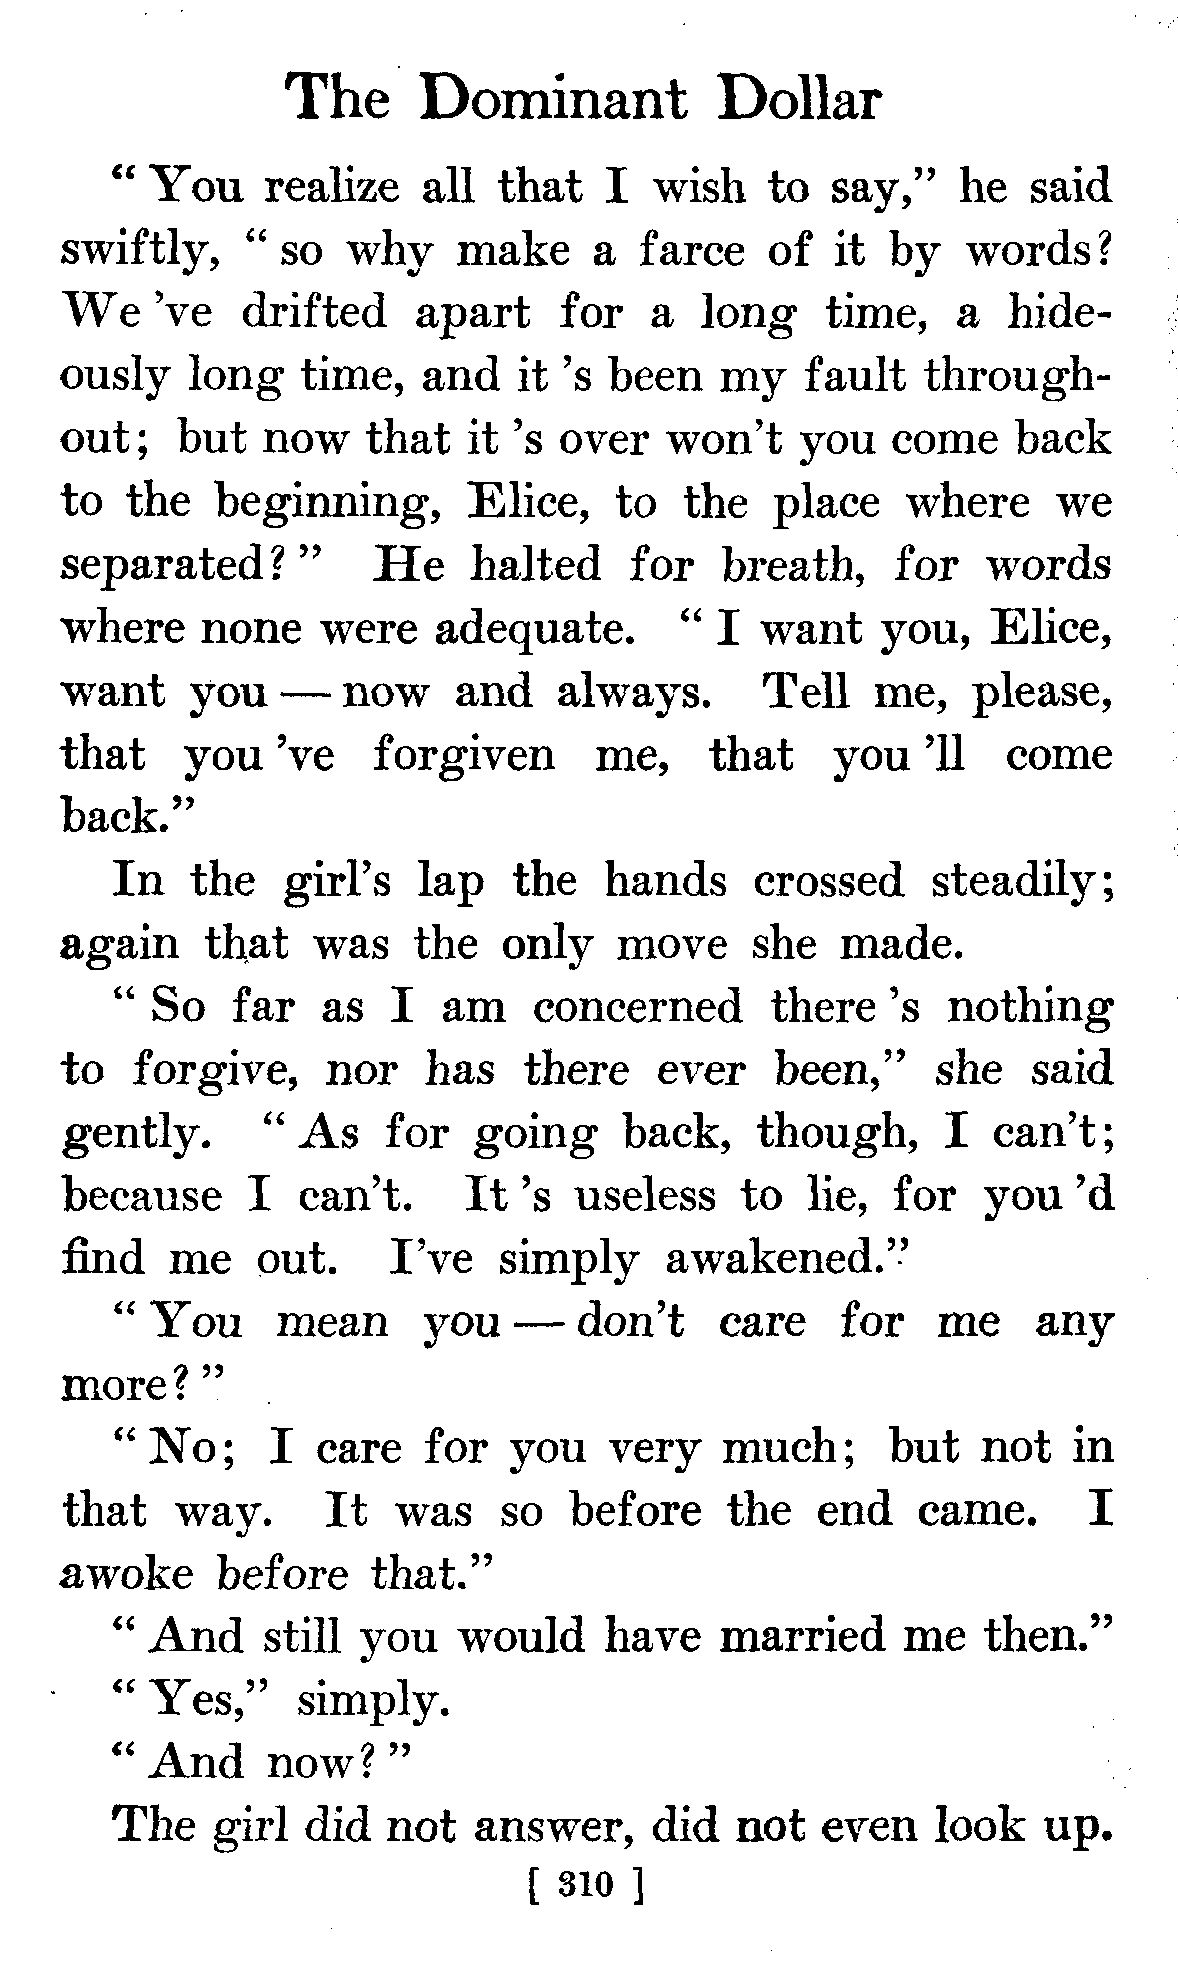 The Dominant Dollar
“ You realize all that I wish to say,” he said
swiftly, “ so why make a farce of it by words?
We 've drifted apart for a long time, a hide-
ously long time, and it 's been my fault through-
out; but now that it 's over won't you come back
to the beginning, Elice, to the place where we
separated? ” He halted for breath, for words
where none were adequate. “ I want you, Elice,
want you — now and always. Tell me, please,
that you 've forgiven me, that you 'll come
back.”
In the girl's lap the hands crossed steadily;
again that was the only move she made.
“ So far as I am concerned there 's nothing
to forgive, nor has there ever been,” she said
gently. “ As for going back, though, I can't;
because I can't. It 's useless to lie, for you 'd
find me out. I've simply awakened.”
“ You mean you — don't care for me any
more? ”
“ No; I care for you very much; but not in
that way. It was so before the end came. I
awoke before that.”
“ And still you would have married me then.”
“ Yes,” simply.
“ And now? ”
The girl did not answer, did not even look up.
[ 310 ]